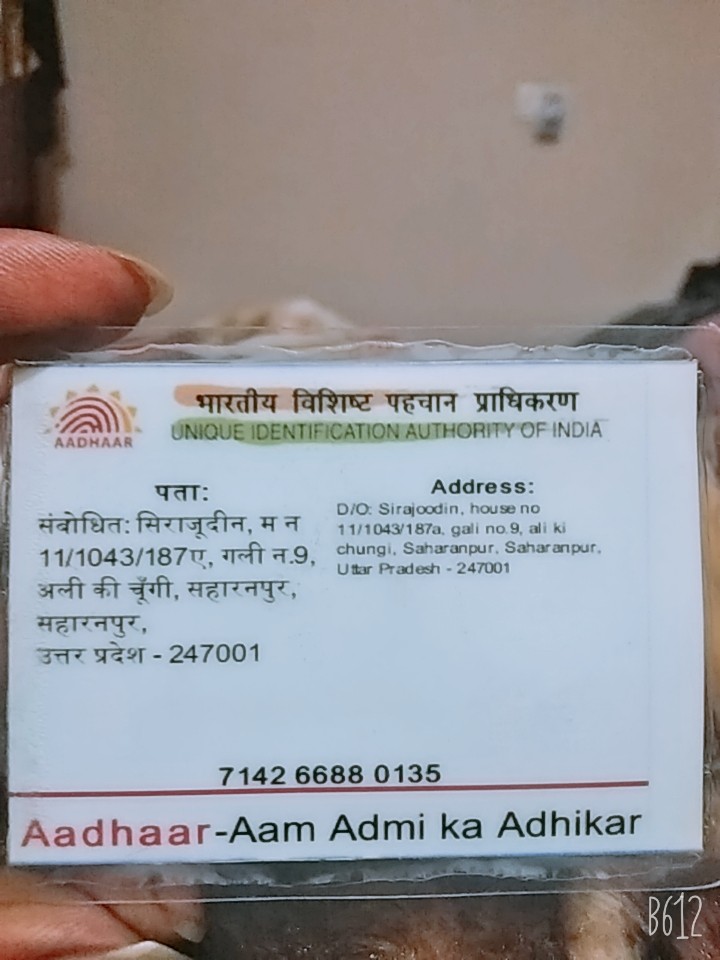 भारतीय विशिष्ट पहचान प्राधिकरण
AADHAAR
UNIQUE IDENTIFICATION AUTHORITY OF INDIA
पता:
संबोधित: सिराजूदीन, म न
11/1043/187ए, गली न.9,
अली की चूँगी, सहारनपुर,
सहारनपुर,
उत्तर प्रदेश - 247001
Address:
D/O: Sirajoodin, house no
11/1043/187a, gali no.9, ali ki
chungi, Saharanpur, Saharanpur,
Uttar Pradesh - 247001
7142 6688 0135
Aadhaar-Aam Admi ka Adhikar
B612